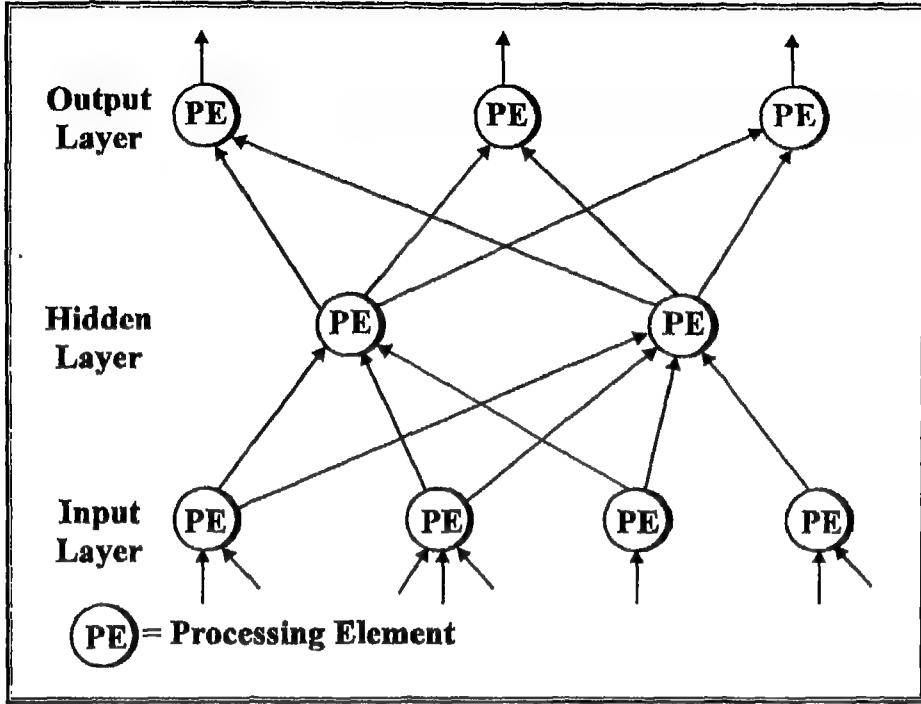 PE PE PE
Output
Layer
Hidden
Layer
PE PE
Input
Layer
PE PE PE PE
PE = Processing Element